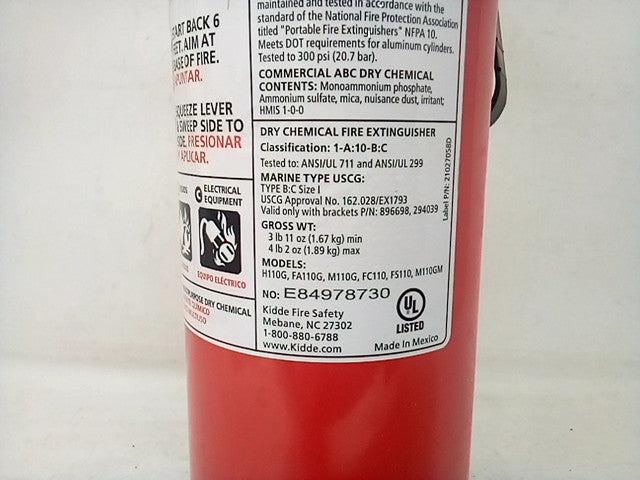 START BACK 6
FEET. AIM AT
BASE OF FIRE.
APUNTAR.
SQUEEZE LEVER
SWEEP SIDE TO
SIDE. PRESIONAR
Y APLICAR.
C ELECTRICAL
EQUIPMENT
EQUIPO ELÉCTRICO
DRY CHEMICAL
QUÍMICO
maintained and tested in accordance with the
standard of the National Fire Protection Association
titled "Portable Fire Extinguishers" NFPA 10.
Meets DOT requirements for aluminum cylinders.
Tested to 300 psi (20.7 bar).
COMMERCIAL ABC DRY CHEMICAL
CONTENTS: Monoammonium phosphate,
Ammonium sulfate, mica, nuisance dust, irritant;
HMIS 1-0-0
DRY CHEMICAL FIRE EXTINGUISHER
Classification: 1-A:10-B:C
Tested to: ANSI/UL 711 and ANSI/UL 299
MARINE TYPE USCG:
TYPE B:C Size I
USCG Approval No. 162.028/EX1793
Valid only with brackets P/N: 896698, 294039
GROSS WT:
3 lb 11 oz (1.67 kg) min
4 lb 2 oz (1.89 kg) max
MODELS:
H110G, FA110G, M110G, FC110, FS110, M110GM
NO: E84978730
Kidde Fire Safety
Mebane, NC 27302
1-800-880-6788
www.Kidde.com
UL
LISTED
Made In Mexico
Label P/N: 21027058D